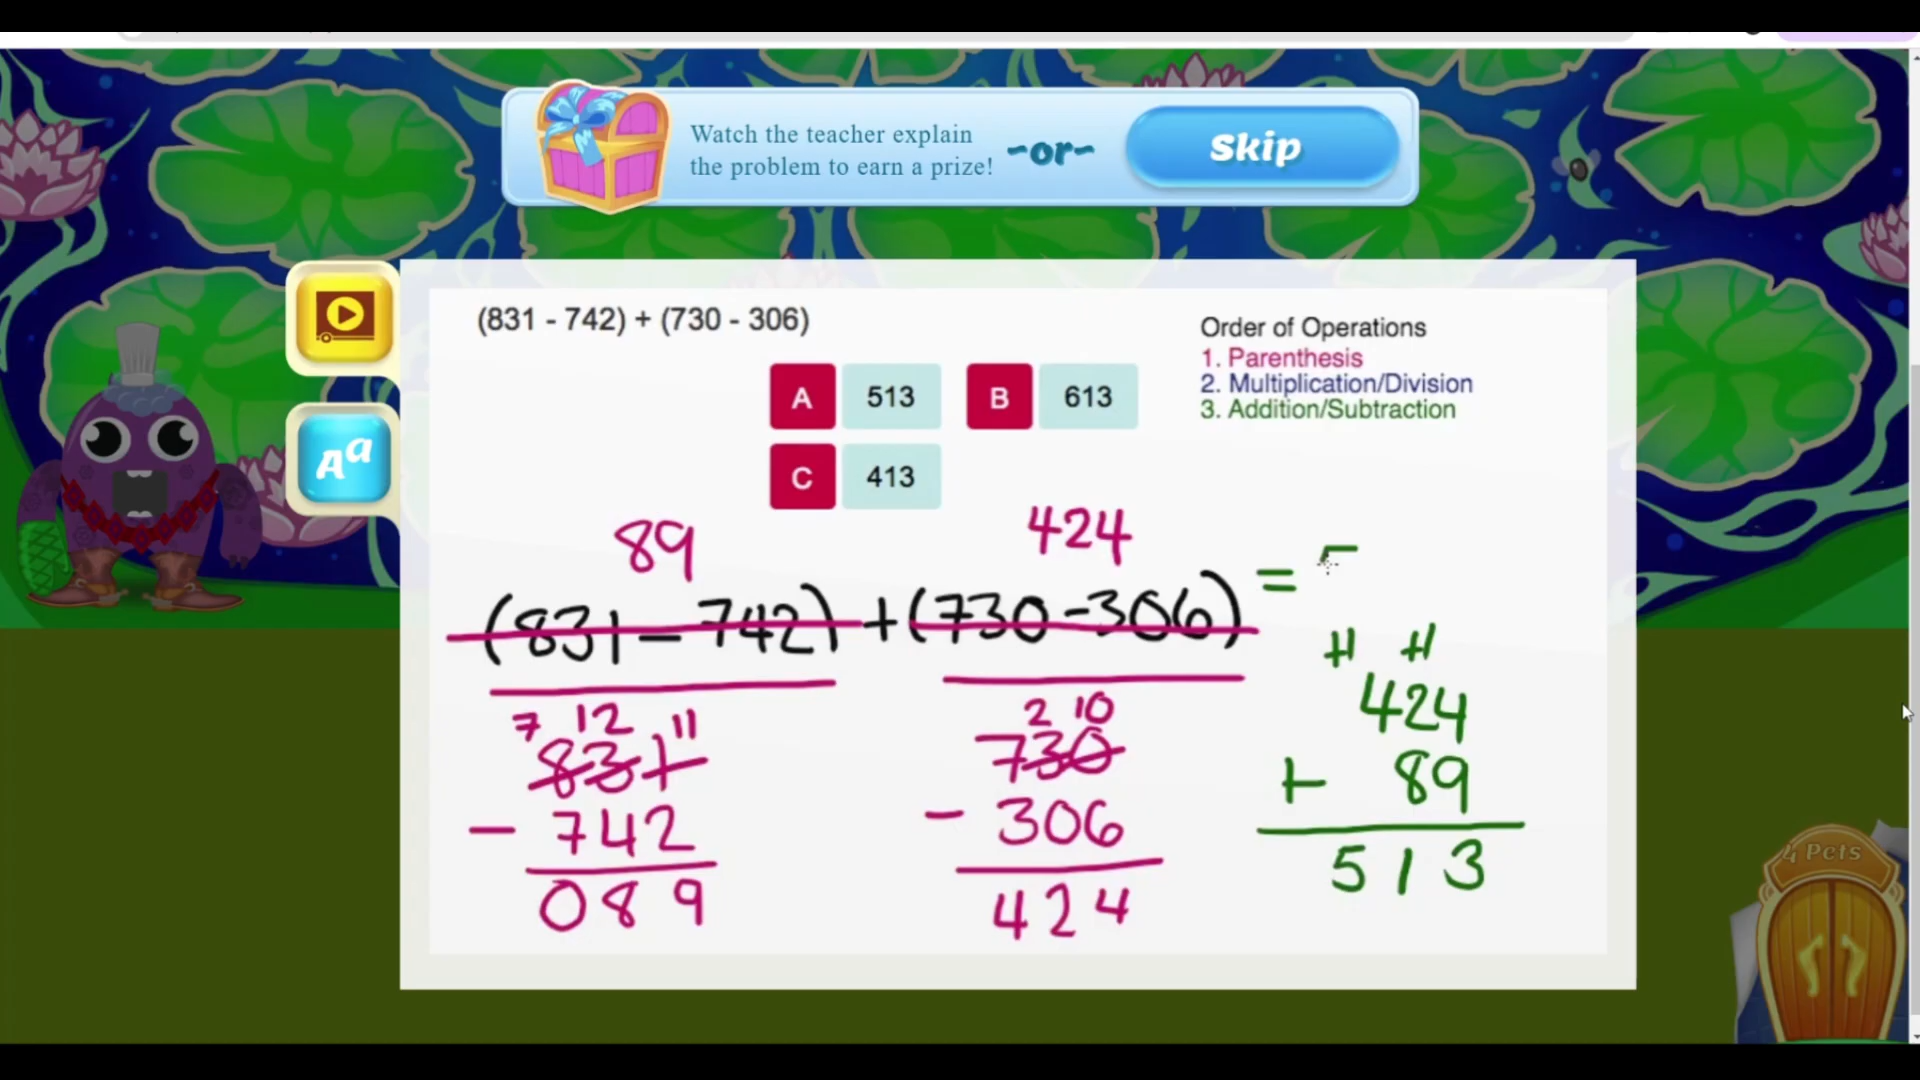 Watch the teacher explain
the problem to earn a prize!
-or-
Skip
Aa
(831 - 742) + (730 - 306)
Order of Operations
1. Parenthesis
2. Multiplication/Division
3. Addition/Subtraction
A 513 B 613
C 413
89 424
(831 - 742) + (730 - 306) =
7 12 11
831
- 742
089
2 10
730
- 306
424
424
+ 89
513
4 Pets